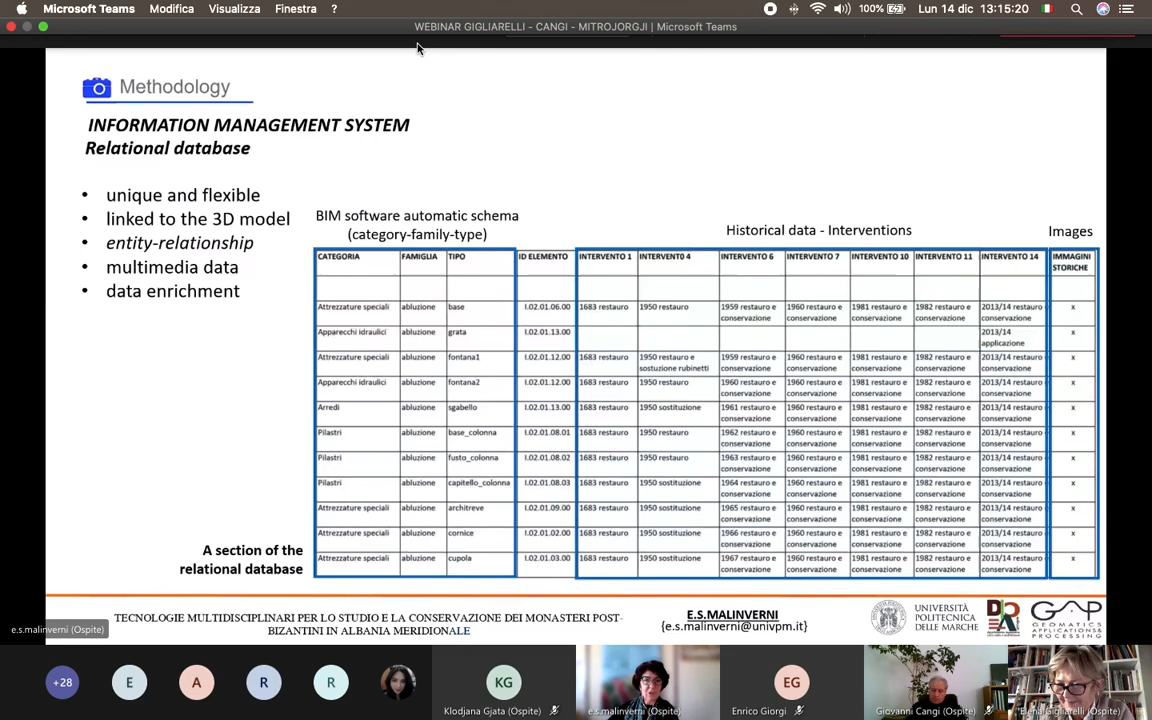 Microsoft Teams Modifica Visualizza Finestra ? 100% Lun 14 dic 13:15:20
WEBINAR GIGLIARELLI - CANGI - MITROJORGJI | Microsoft Teams
Methodology
INFORMATION MANAGEMENT SYSTEM
Relational database
• unique and flexible
• linked to the 3D model
• entity-relationship
• multimedia data
• data enrichment
BIM software automatic schema
(category-family-type)
Historical data - Interventions
Images
CATEGORIA FAMIGLIA TIPO ID ELEMENTO INTERVENTO 1 INTERVENT0 4 INTERVENTO 6 INTERVENTO 7 INTERVENTO 10 INTERVENTO 11 INTERVENTO 14 IMMAGINI
STORICHE
Attrezzature speciali abluzione base I.02.01.06.00 1683 restauro 1950 restauro 1959 restauro e 1960 restauro e 1981 restauro e 1982 restauro e 2013/14 restauro x
conservazione conservazione conservazione conservazione conservazione
Apparecchi idraulici abluzione grata I.02.01.13.00 2013/14 x
applicazione
Attrezzature speciali abluzione fontana1 I.02.01.12.00 1683 restauro 1950 restauro e 1959 restauro e 1960 restauro e 1981 restauro e 1982 restauro e 2013/14 restauro x
sostuzione rubinetti conservazione conservazione conservazione conservazione conservazione
Apparecchi idraulici abluzione fontana2 I.02.01.12.00 1683 restauro 1950 restauro 1960 restauro e 1960 restauro e 1981 restauro e 1982 restauro e 2013/14 restauro x
conservazione conservazione conservazione conservazione conservazione
Arredi abluzione sgabello I.02.01.13.00 1683 restauro 1950 sostituzione 1961 restauro e 1960 restauro e 1981 restauro e 1982 restauro e 2013/14 restauro x
conservazione conservazione conservazione conservazione conservazione
Pilastri abluzione base_colonna I.02.01.08.01 1683 restauro 1950 restauro 1962 restauro e 1960 restauro e 1981 restauro e 1982 restauro e 2013/14 restauro x
conservazione conservazione conservazione conservazione conservazione
Pilastri abluzione fusto_colonna I.02.01.08.02 1683 restauro 1950 restauro 1963 restauro e 1960 restauro e 1981 restauro e 1982 restauro e 2013/14 restauro x
conservazione conservazione conservazione conservazione conservazione
Pilastri abluzione capitello_colonna I.02.01.08.03 1683 restauro 1950 sostituzione 1964 restauro e 1960 restauro e 1981 restauro e 1982 restauro e 2013/14 restauro x
conservazione conservazione conservazione conservazione conservazione
Attrezzature speciali abluzione architreve I.02.01.09.00 1683 restauro 1950 sostituzione 1965 restauro e 1960 restauro e 1981 restauro e 1982 restauro e 2013/14 restauro x
conservazione conservazione conservazione conservazione conservazione
Attrezzature speciali abluzione cornice I.02.01.02.00 1683 restauro 1950 sostituzione 1966 restauro e 1960 restauro e 1981 restauro e 1982 restauro e 2013/14 restauro x
conservazione conservazione conservazione conservazione conservazione
Attrezzature speciali abluzione cupola I.02.01.03.00 1683 restauro 1950 sostituzione 1967 restauro e 1960 restauro e 1981 restauro e 1982 restauro e 2013/14 restauro x
conservazione conservazione conservazione conservazione conservazione
A section of the
relational database
TECNOLOGIE MULTIDISCIPLINARI PER LO STUDIO E LA CONSERVAZIONE DEI MONASTERI POST-
BIZANTINI IN ALBANIA MERIDIONALE
E.S.MALINVERNI
{e.s.malinverni@univpm.it}
UNIVERSITÀ
POLITECNICA
DELLE MARCHE
GAP
GEOMATICS
APPLICATIONS &
PROCESSING
e.s.malinverni (Ospite)
+28 E A R R KG EG
Klodjana Gjata (Ospite) e.s.malinverni (Ospite) Enrico Giorgi Giovanni Cangi (Ospite) Elena Gigliarelli (Ospite)